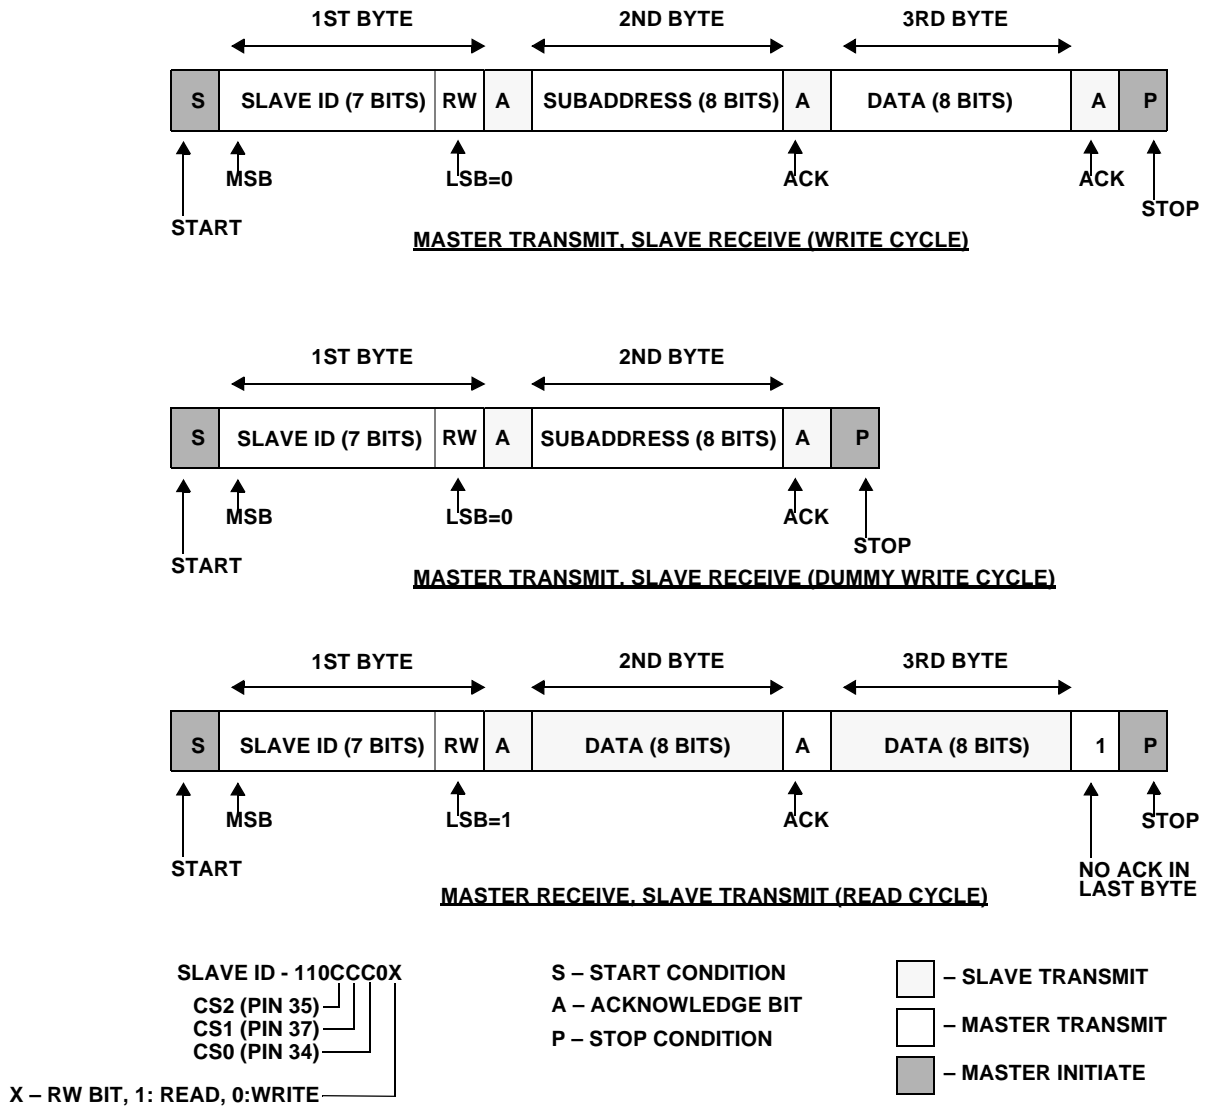 1ST BYTE 2ND BYTE 3RD BYTE
S SLAVE ID (7 BITS) RW A SUBADDRESS (8 BITS) A DATA (8 BITS) A P
MSB LSB=0 ACK ACK
START STOP
MASTER TRANSMIT, SLAVE RECEIVE (WRITE CYCLE)
1ST BYTE 2ND BYTE
S SLAVE ID (7 BITS) RW A SUBADDRESS (8 BITS) A P
MSB LSB=0 ACK
START STOP
MASTER TRANSMIT, SLAVE RECEIVE (DUMMY WRITE CYCLE)
1ST BYTE 2ND BYTE 3RD BYTE
S SLAVE ID (7 BITS) RW A DATA (8 BITS) A DATA (8 BITS) 1 P
MSB LSB=1 ACK STOP
START NO ACK IN
LAST BYTE
MASTER RECEIVE, SLAVE TRANSMIT (READ CYCLE)
SLAVE ID - 110CCC0X
CS2 (PIN 35)
CS1 (PIN 37)
CS0 (PIN 34)
X – RW BIT, 1: READ, 0:WRITE
S – START CONDITION
A – ACKNOWLEDGE BIT
P – STOP CONDITION
– SLAVE TRANSMIT
– MASTER TRANSMIT
– MASTER INITIATE